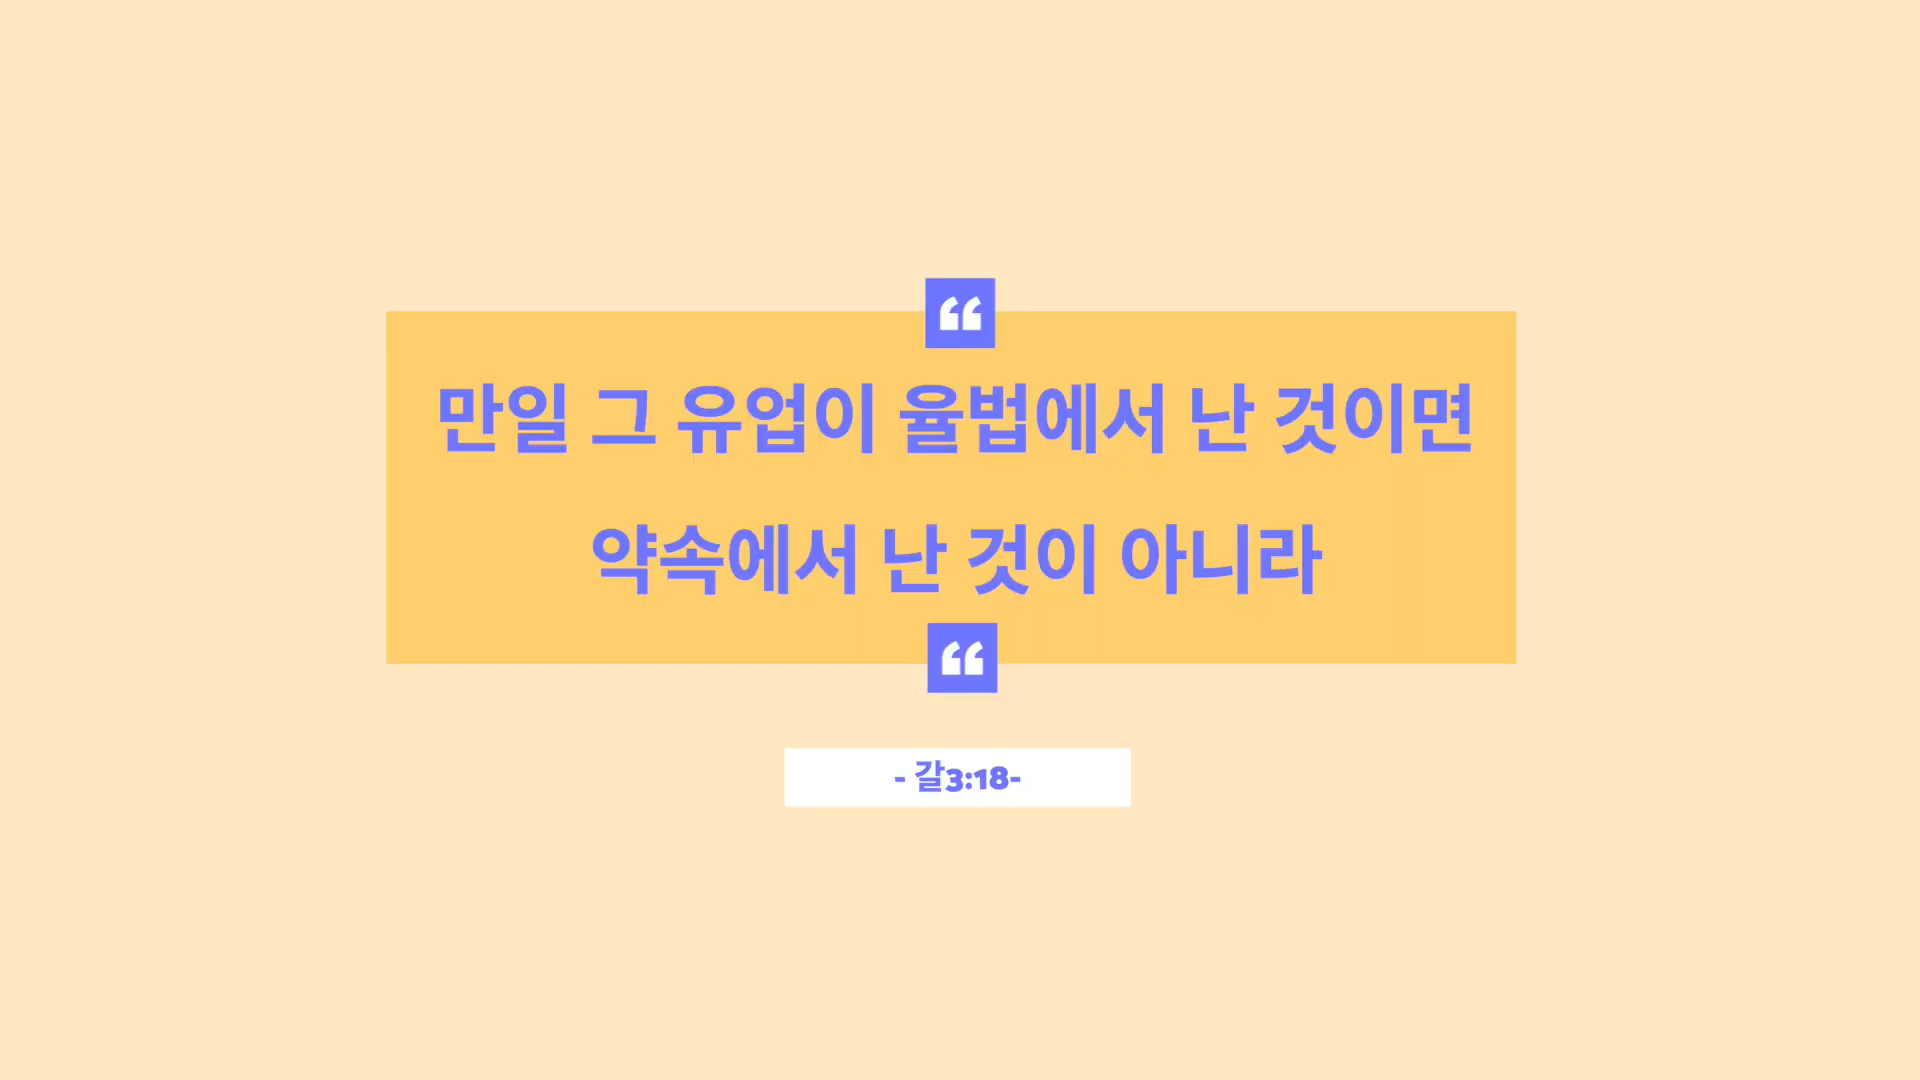 ❝
만일 그 유업이 율법에서 난 것이면
약속에서 난 것이 아니라
❝
- 갈3:18-